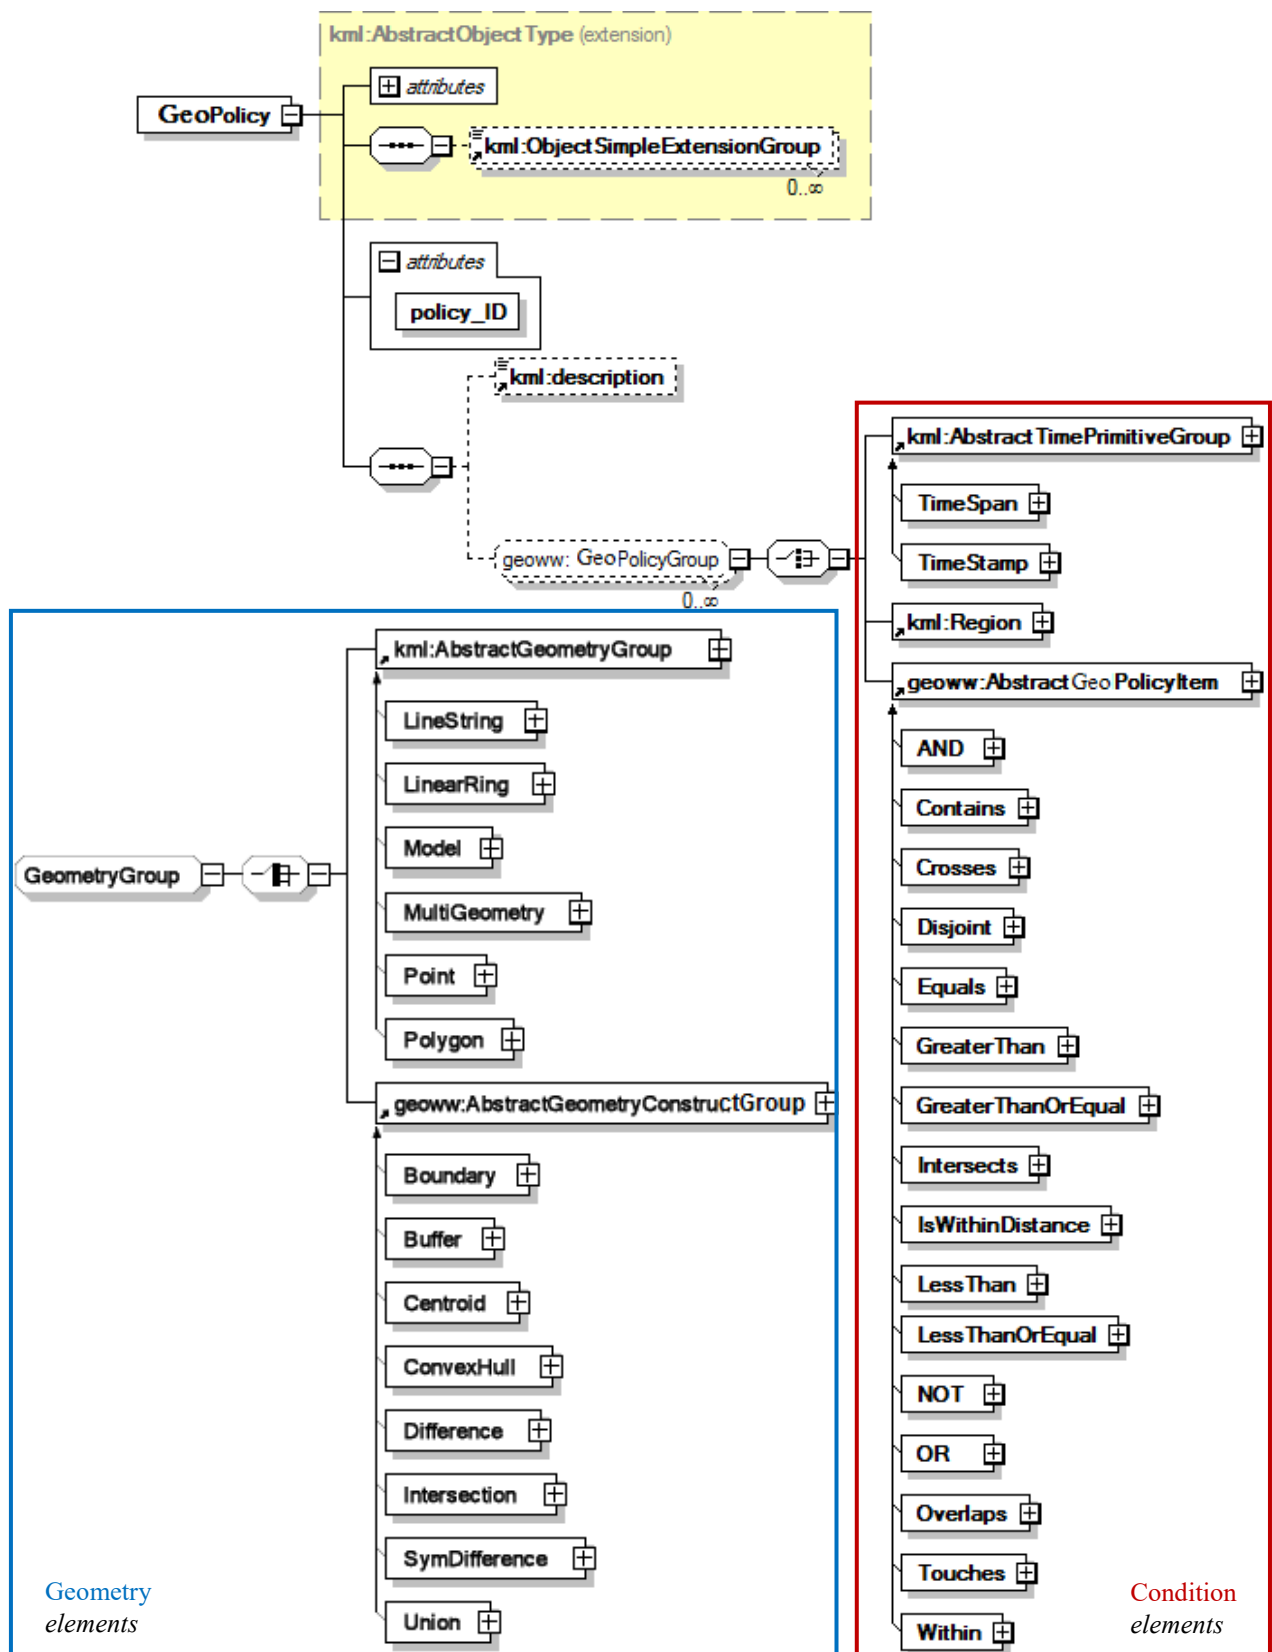 kml:AbstractObjectType (extension)
attributes
GeoPolicy
kml:ObjectSimpleExtensionGroup
0..∞
attributes
policy_ID
kml:description
geoww: GeoPolicyGroup
0..∞
kml:AbstractTimePrimitiveGroup
TimeSpan
TimeStamp
kml:Region
geoww:AbstractGeoPolicyItem
AND
Contains
Crosses
Disjoint
Equals
GreaterThan
GreaterThanOrEqual
Intersects
IsWithinDistance
LessThan
LessThanOrEqual
NOT
OR
Overlaps
Touches
Within
Condition
elements
GeometryGroup
kml:AbstractGeometryGroup
LineString
LinearRing
Model
MultiGeometry
Point
Polygon
geoww:AbstractGeometryConstructGroup
Boundary
Buffer
Centroid
ConvexHull
Difference
Intersection
SymDifference
Union
Geometry
elements